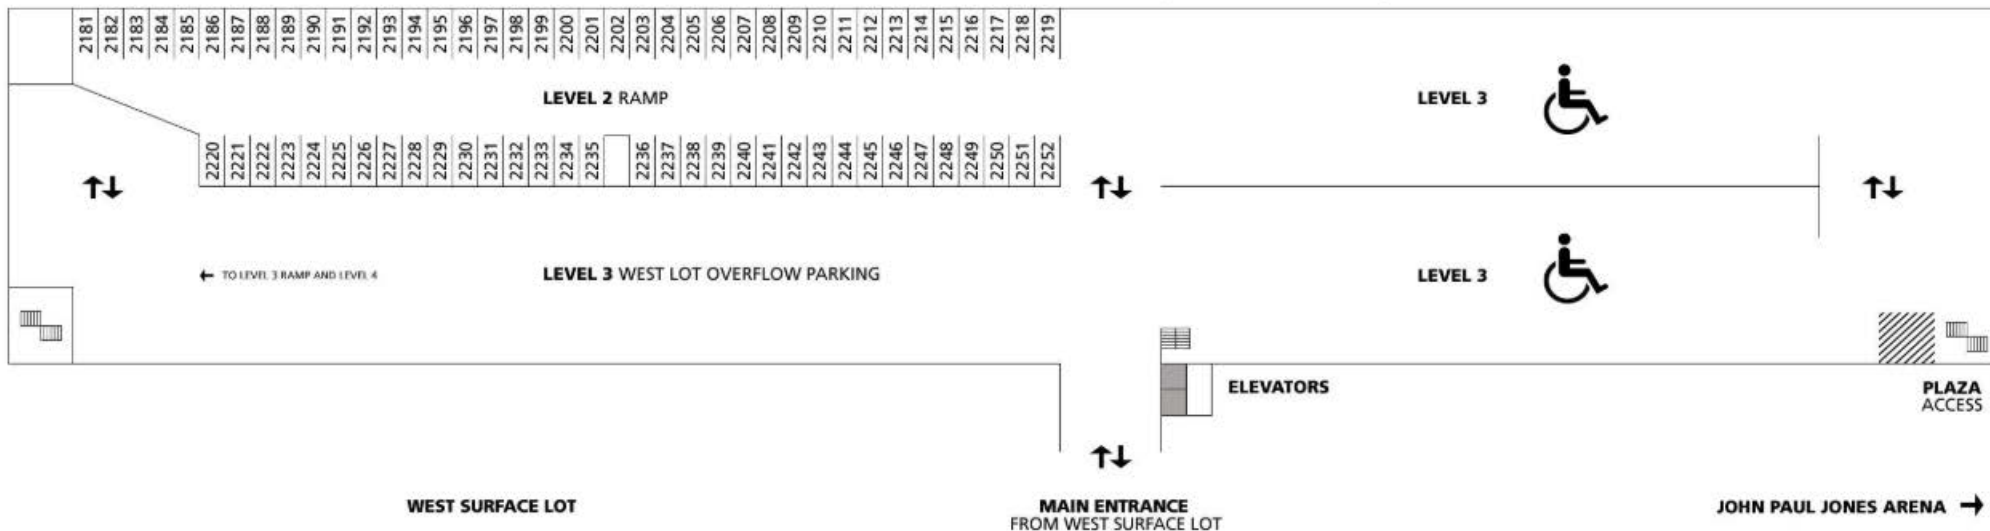 2181 2182 2183 2184 2185 2186 2187 2188 2189 2190 2191 2192 2193 2194 2195 2196 2197 2198 2199 2200 2201 2202 2203 2204 2205 2206 2207 2208 2209 2210 2211 2212 2213 2214 2215 2216 2217 2218 2219
LEVEL 2 RAMP
LEVEL 3
2220 2221 2222 2223 2224 2225 2226 2227 2228 2229 2230 2231 2232 2233 2234 2235 2236 2237 2238 2239 2240 2241 2242 2243 2244 2245 2246 2247 2248 2249 2250 2251 2252
TO LEVEL 3 RAMP AND LEVEL 4
LEVEL 3 WEST LOT OVERFLOW PARKING
LEVEL 3
ELEVATORS
PLAZA
ACCESS
WEST SURFACE LOT
MAIN ENTRANCE
FROM WEST SURFACE LOT
JOHN PAUL JONES ARENA